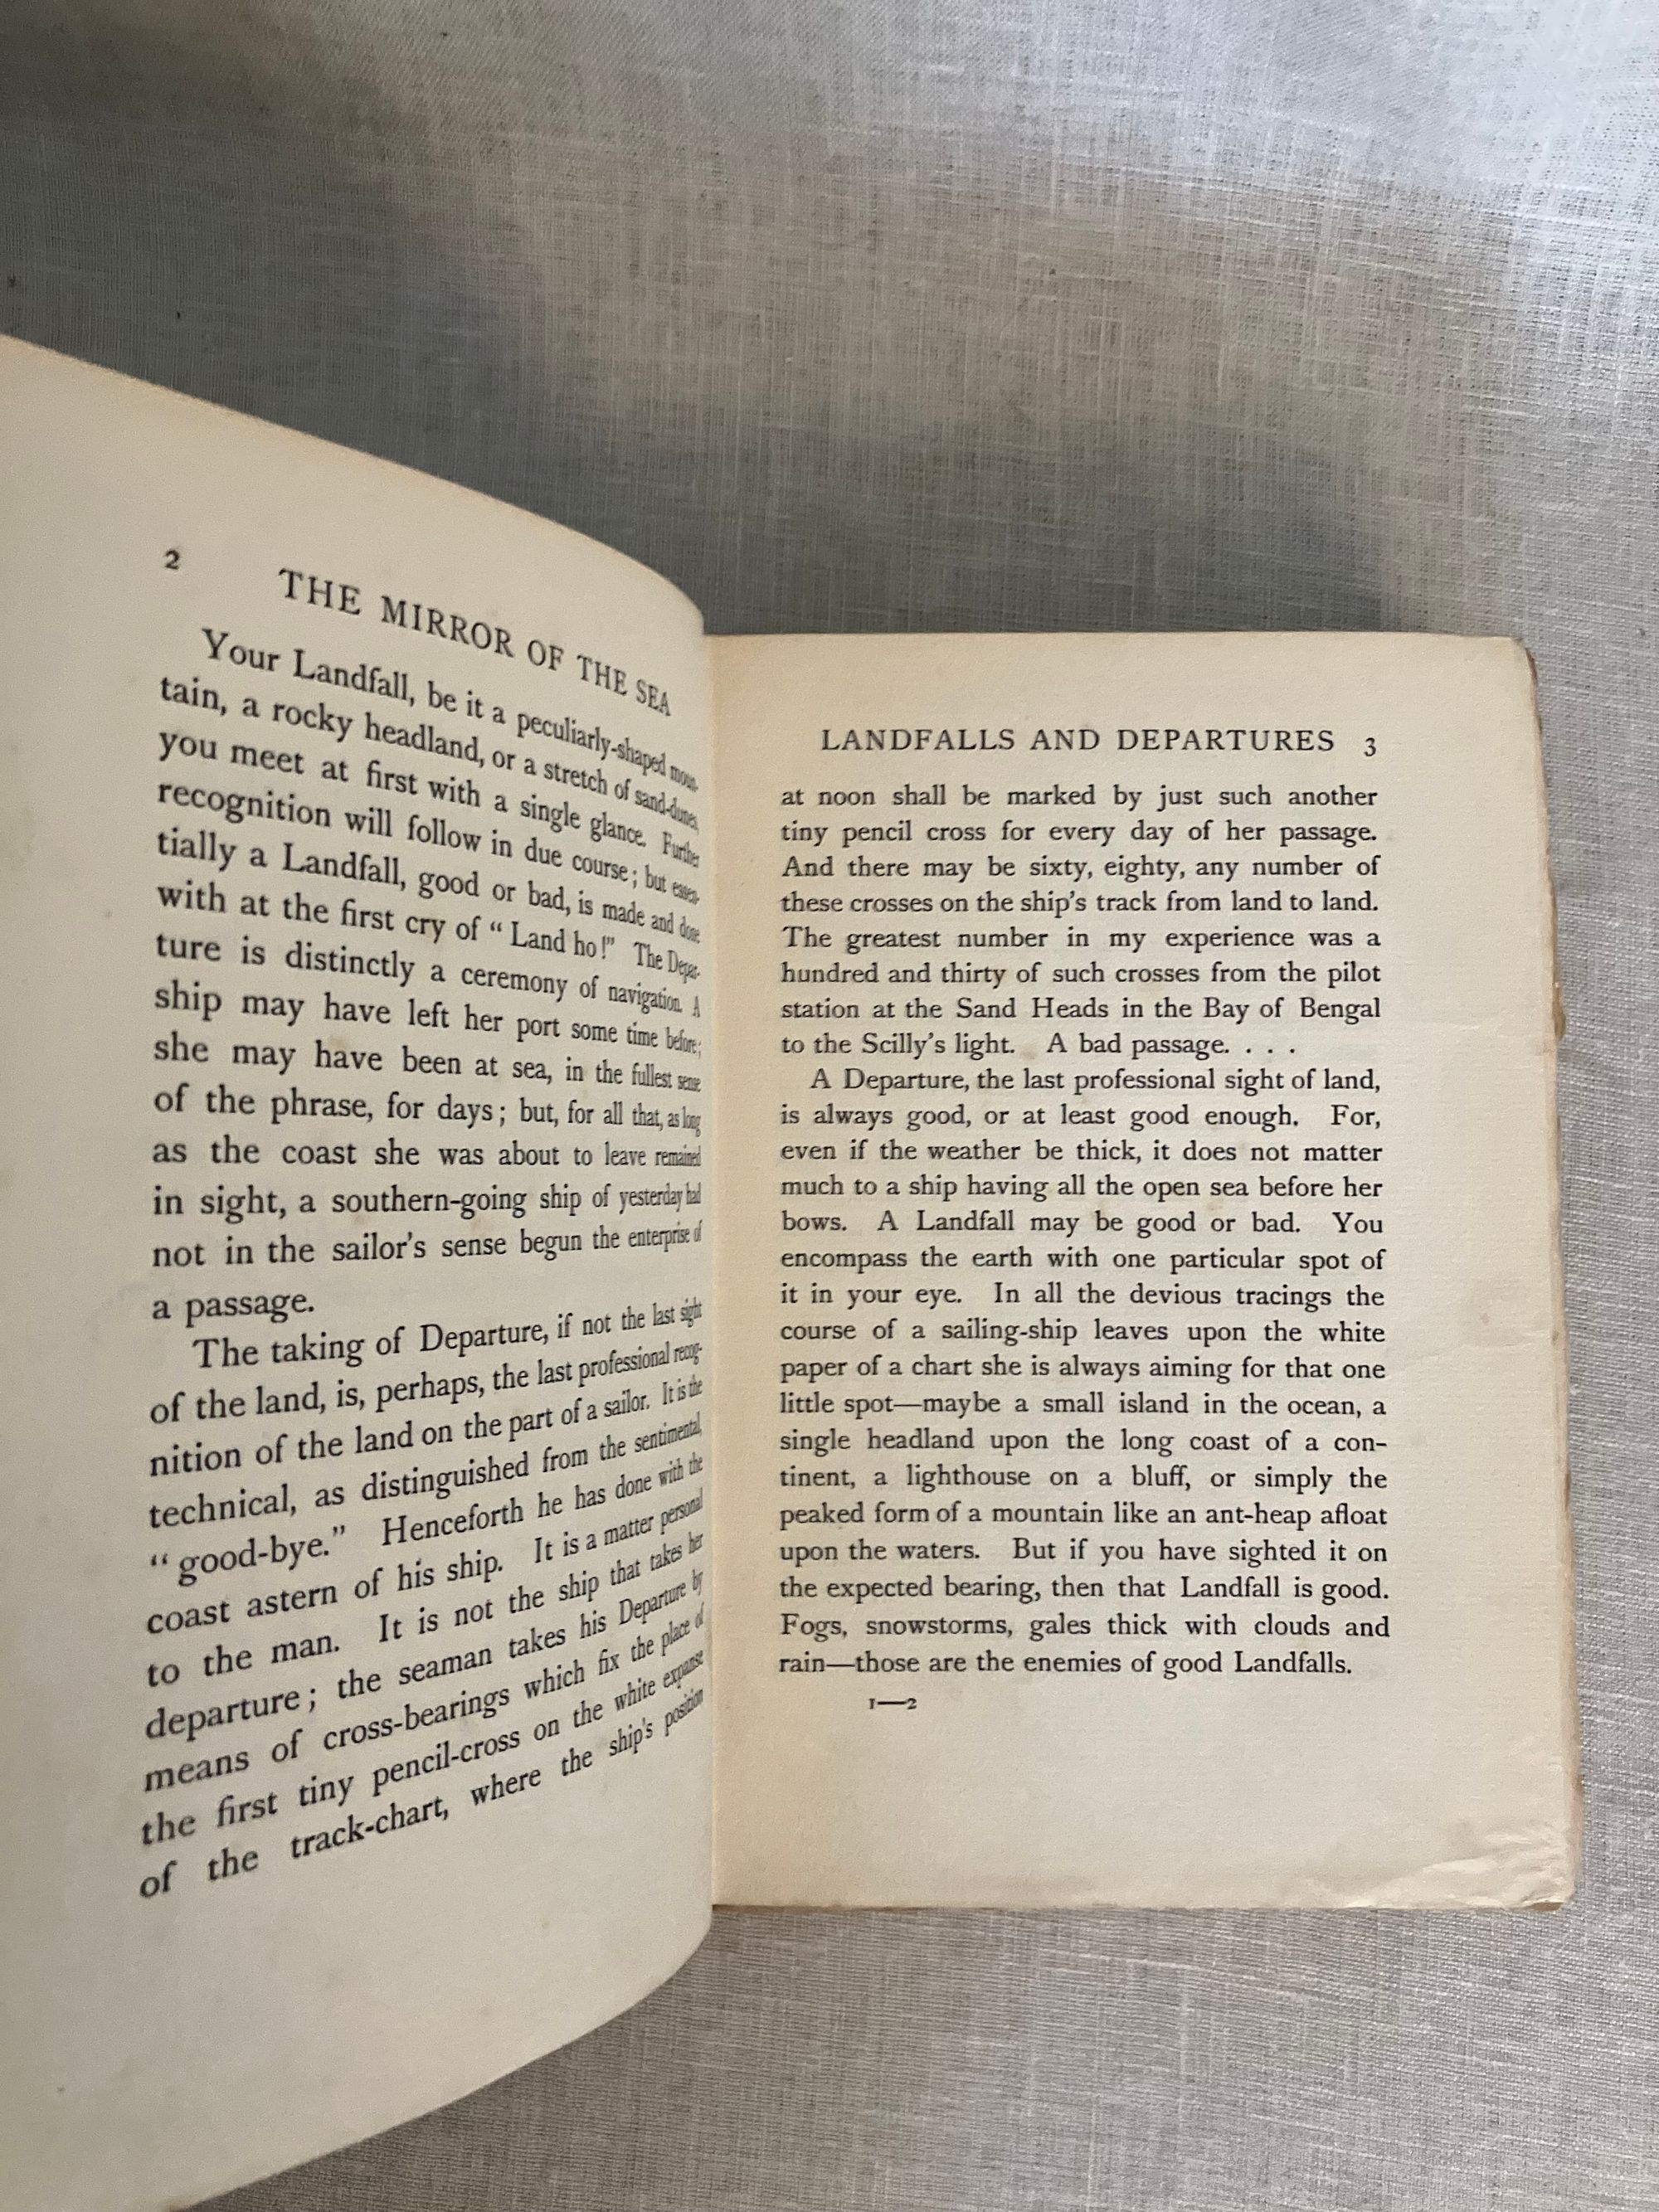 2
THE MIRROR OF THE SEA
Your Landfall, be it a peculiarly-shaped moun-
tain, a rocky headland, or a stretch of sand-dunes,
you meet at first with a single glance. Further
recognition will follow in due course; but essen-
tially a Landfall, good or bad, is made and done
with at the first cry of "Land ho!" The Depar-
ture is distinctly a ceremony of navigation. A
ship may have left her port some time before;
she may have been at sea, in the fullest sense
of the phrase, for days; but, for all that, as long
as the coast she was about to leave remained
in sight, a southern-going ship of yesterday had
not in the sailor's sense begun the enterprise of
a passage.
The taking of Departure, if not the last sight
of the land, is, perhaps, the last professional recog-
nition of the land on the part of a sailor. It is the
technical, as distinguished from the sentimental,
"good-bye." Henceforth he has done with the
coast astern of his ship. It is a matter personal
to the man. It is not the ship that takes her
departure; the seaman takes his Departure by
means of cross-bearings which fix the place of
the first tiny pencil-cross on the white expanse
of the track-chart, where the ship's position
LANDFALLS AND DEPARTURES 3
at noon shall be marked by just such another
tiny pencil cross for every day of her passage.
And there may be sixty, eighty, any number of
these crosses on the ship's track from land to land.
The greatest number in my experience was a
hundred and thirty of such crosses from the pilot
station at the Sand Heads in the Bay of Bengal
to the Scilly's light. A bad passage. . . .
A Departure, the last professional sight of land,
is always good, or at least good enough. For,
even if the weather be thick, it does not matter
much to a ship having all the open sea before her
bows. A Landfall may be good or bad. You
encompass the earth with one particular spot of
it in your eye. In all the devious tracings the
course of a sailing-ship leaves upon the white
paper of a chart she is always aiming for that one
little spot—maybe a small island in the ocean, a
single headland upon the long coast of a con-
tinent, a lighthouse on a bluff, or simply the
peaked form of a mountain like an ant-heap afloat
upon the waters. But if you have sighted it on
the expected bearing, then that Landfall is good.
Fogs, snowstorms, gales thick with clouds and
rain—those are the enemies of good Landfalls.
1—2